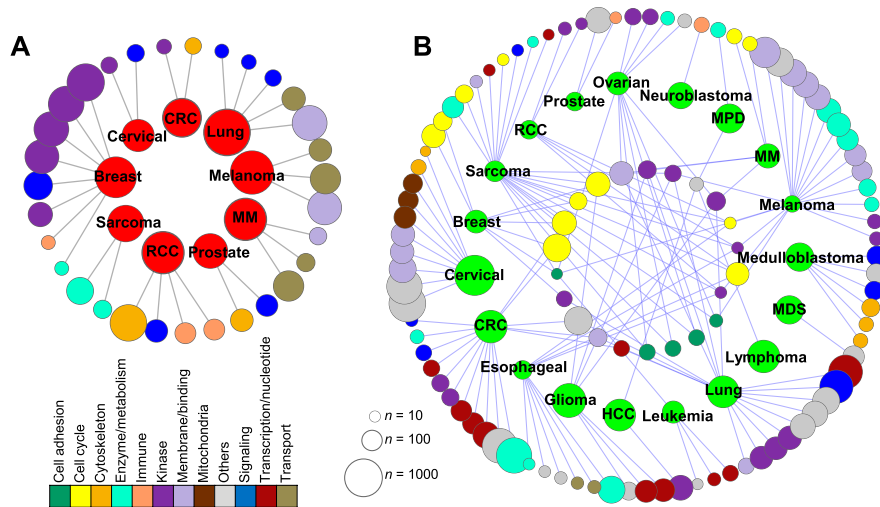 A
CRC
Cervical
Lung
Breast
Melanoma
Sarcoma
MM
RCC
Prostate
B
Ovarian
Neuroblastoma
Prostate
MPD
RCC
MM
Sarcoma
Melanoma
Breast
Medulloblastoma
Cervical
MDS
CRC
Lymphoma
Esophageal
Lung
Glioma
HCC
Leukemia
n = 10
n = 100
n = 1000
Cell adhesion
Cell cycle
Cytoskeleton
Enzyme/metabolism
Immune
Kinase
Membrane/binding
Mitochondria
Others
Signaling
Transcription/nucleotide
Transport